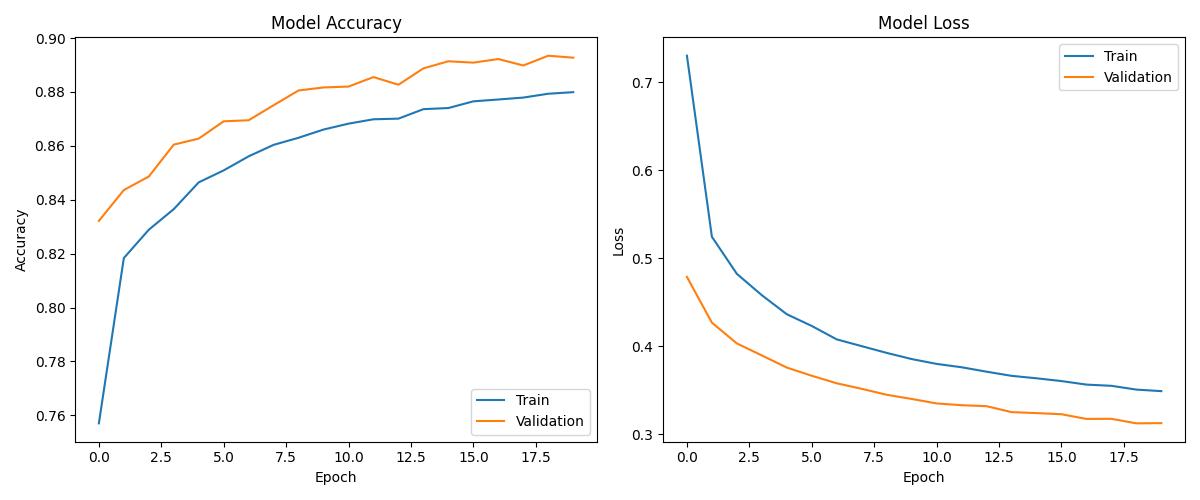 Model Accuracy
0.90
0.88
0.86
0.84
0.82
0.80
0.78
0.76
Accuracy
Train
Validation
0.0 2.5 5.0 7.5 10.0 12.5 15.0 17.5
Epoch
Model Loss
0.7
0.6
0.5
0.4
0.3
Loss
Train
Validation
0.0 2.5 5.0 7.5 10.0 12.5 15.0 17.5
Epoch